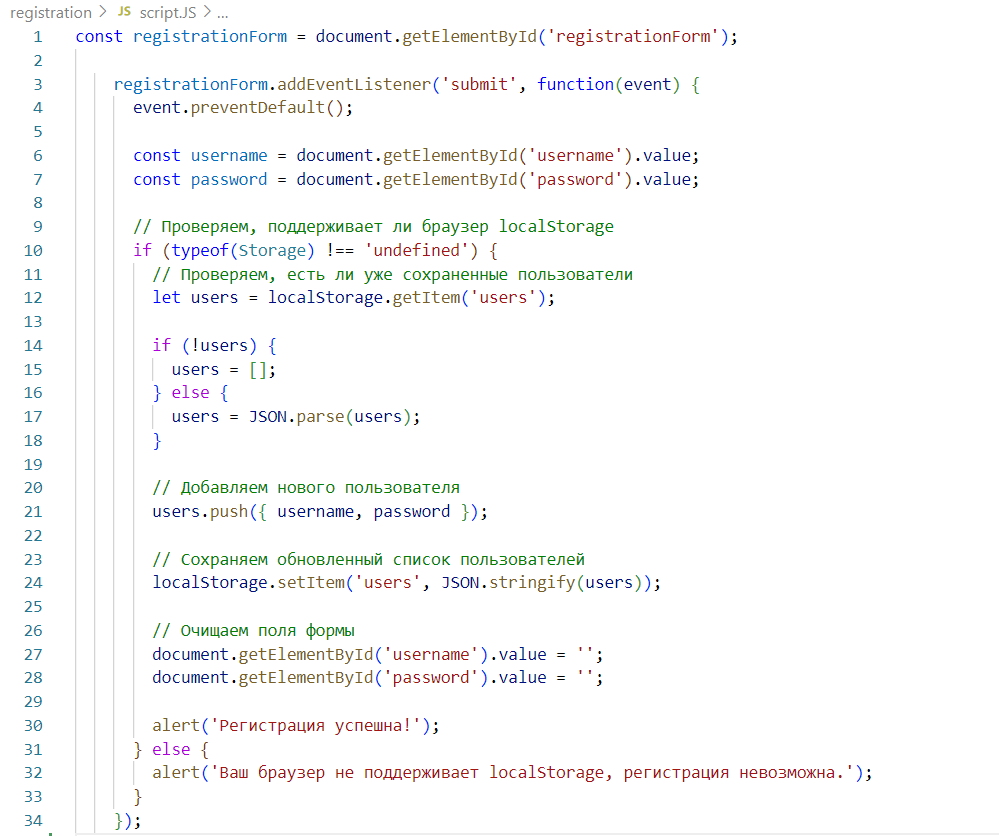 registration > JS script.JS > ...
1 const registrationForm = document.getElementById('registrationForm');
2
3 registrationForm.addEventListener('submit', function(event) {
4 event.preventDefault();
5
6 const username = document.getElementById('username').value;
7 const password = document.getElementById('password').value;
8
9 // Проверяем, поддерживает ли браузер localStorage
10 if (typeof(Storage) !== 'undefined') {
11 // Проверяем, есть ли уже сохраненные пользователи
12 let users = localStorage.getItem('users');
13
14 if (!users) {
15 users = [];
16 } else {
17 users = JSON.parse(users);
18 }
19
20 // Добавляем нового пользователя
21 users.push({ username, password });
22
23 // Сохраняем обновленный список пользователей
24 localStorage.setItem('users', JSON.stringify(users));
25
26 // Очищаем поля формы
27 document.getElementById('username').value = '';
28 document.getElementById('password').value = '';
29
30 alert('Регистрация успешна!');
31 } else {
32 alert('Ваш браузер не поддерживает localStorage, регистрация невозможна.');
33 }
34 });